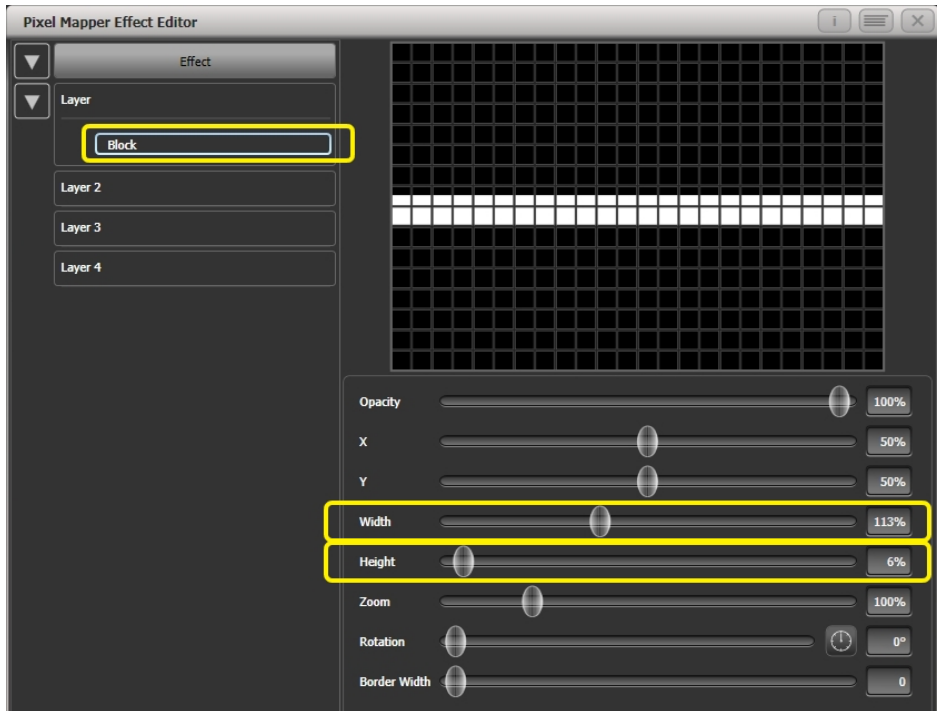 Pixel Mapper Effect Editor
i
Effect
Layer
Block
Layer 2
Layer 3
Layer 4
Opacity 100%
X 50%
Y 50%
Width 113%
Height 6%
Zoom 100%
Rotation 0°
Border Width 0